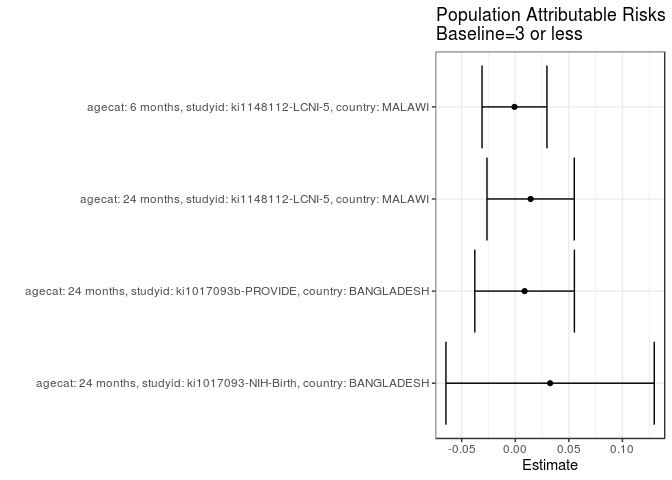 Population Attributable Risks
Baseline=3 or less
agecat: 6 months, studyid: ki1148112-LCNI-5, country: MALAWI
agecat: 24 months, studyid: ki1148112-LCNI-5, country: MALAWI
agecat: 24 months, studyid: ki1017093b-PROVIDE, country: BANGLADESH
agecat: 24 months, studyid: ki1017093-NIH-Birth, country: BANGLADESH
-0.05 0.00 0.05 0.10
Estimate